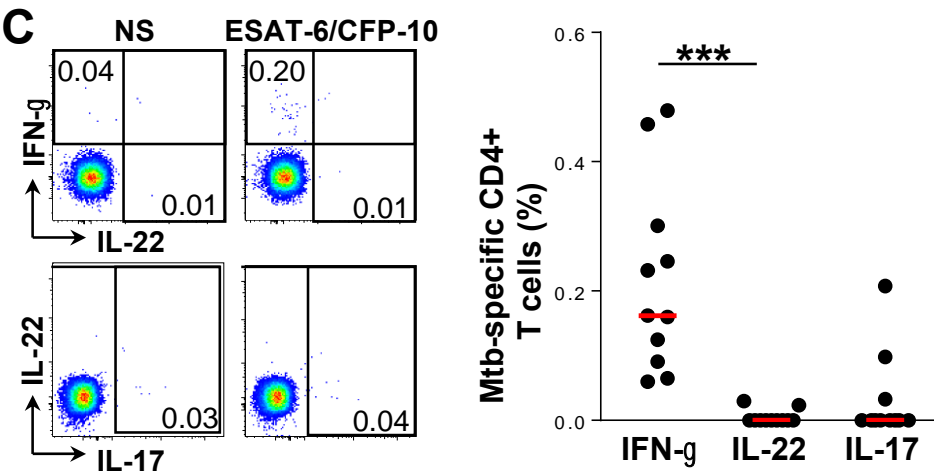 C
NS
ESAT-6/CFP-10
IFN-g
0.04
0.01
0.20
0.01
IL-22
IL-22
0.03
0.04
IL-17
Mtb-specific CD4+
T cells (%)
0.6
0.4
0.2
0.0
***
IFN-g
IL-22
IL-17